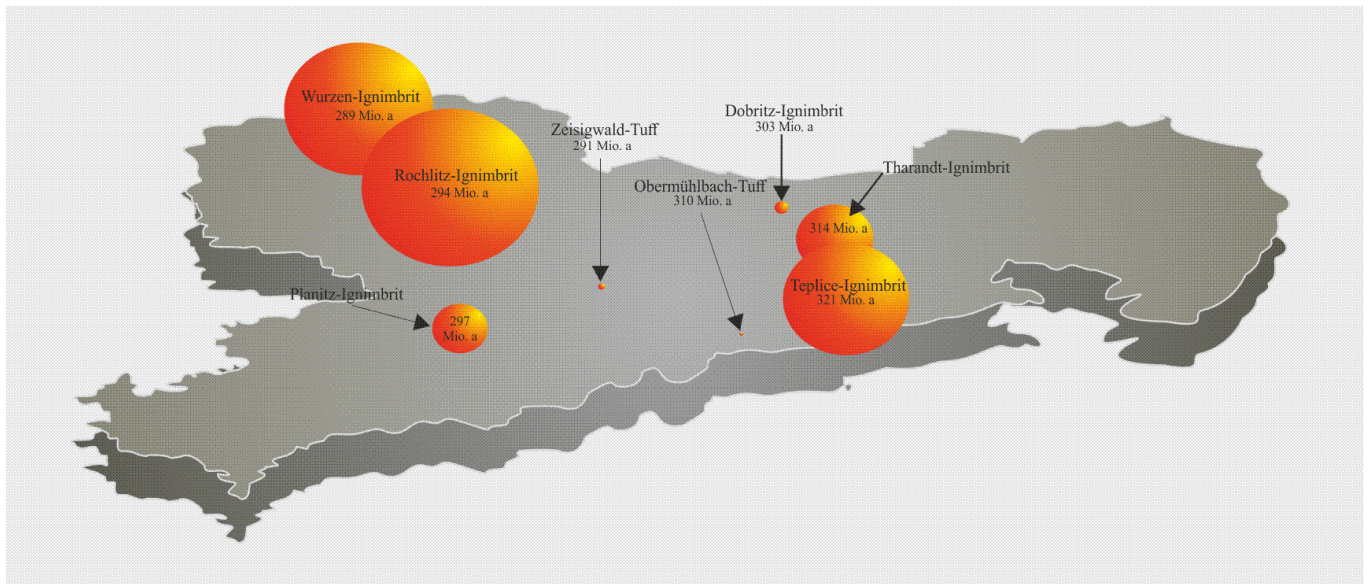 Wurzen-Ignimbrit
289 Mio. a
Rochlitz-Ignimbrit
294 Mio. a
Zeisigwald-Tuff
291 Mio. a
Dobritz-Ignimbrit
303 Mio. a
Tharandt-Ignimbrit
314 Mio. a
Obermühlbach-Tuff
310 Mio. a
Teplice-Ignimbrit
321 Mio. a
Planitz-Ignimbrit
297
Mio. a